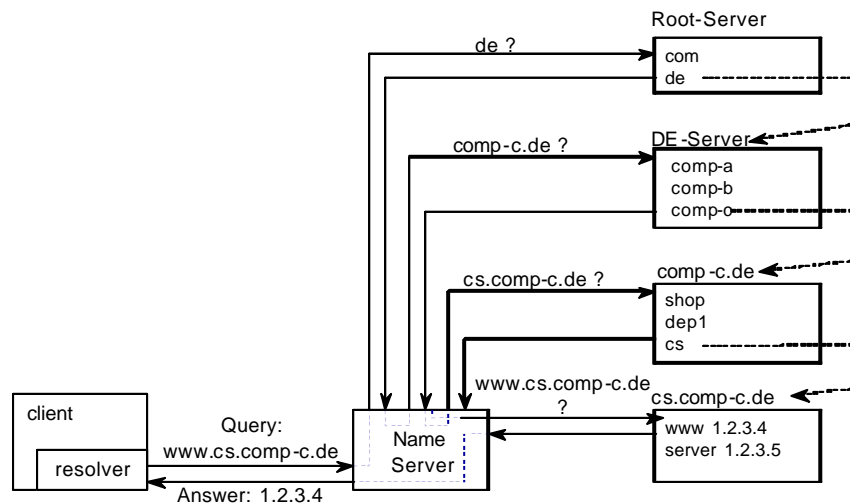 Root-Server
de ?
com
de
DE-Server
comp-c.de ?
comp-a
comp-b
comp-c
cs.comp-c.de ?
comp-c.de
shop
dep1
cs
www.cs.comp-c.de
?
cs.comp-c.de
www 1.2.3.4
server 1.2.3.5
client
resolver
Query:
www.cs.comp-c.de
Answer: 1.2.3.4
Name
Server